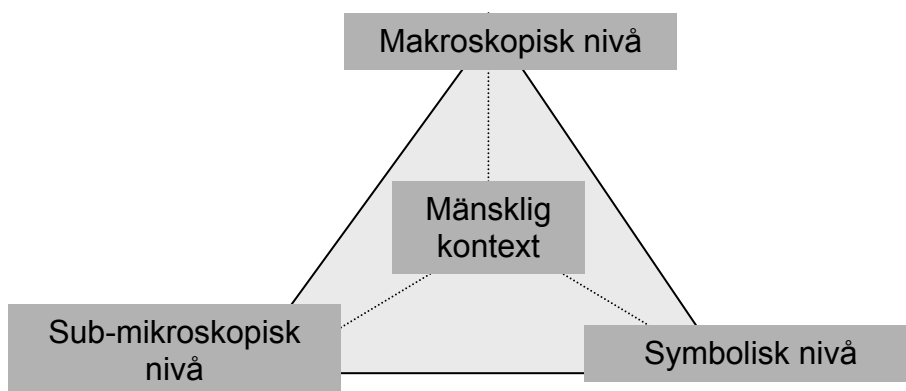 Makroskopisk nivå
Mänsklig
kontext
Sub-mikroskopisk
nivå
Symbolisk nivå